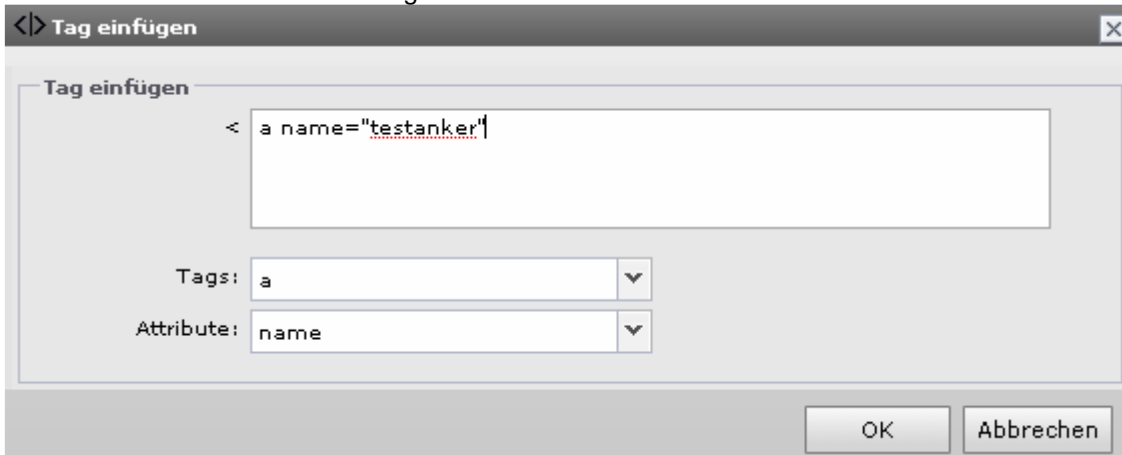 <|> Tag einfügen
Tag einfügen
< a name="testanker"
Tags: a
Attribute: name
OK Abbrechen